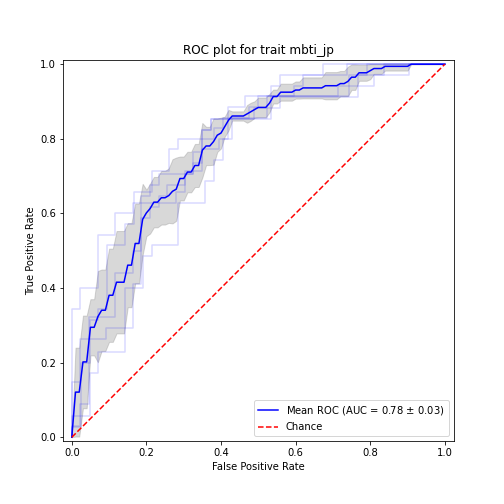 ROC plot for trait mbti_jp
1.0
0.8
0.6
0.4
0.2
0.0
True Positive Rate
Mean ROC (AUC = 0.78 ± 0.03)
Chance
0.0 0.2 0.4 0.6 0.8 1.0
False Positive Rate